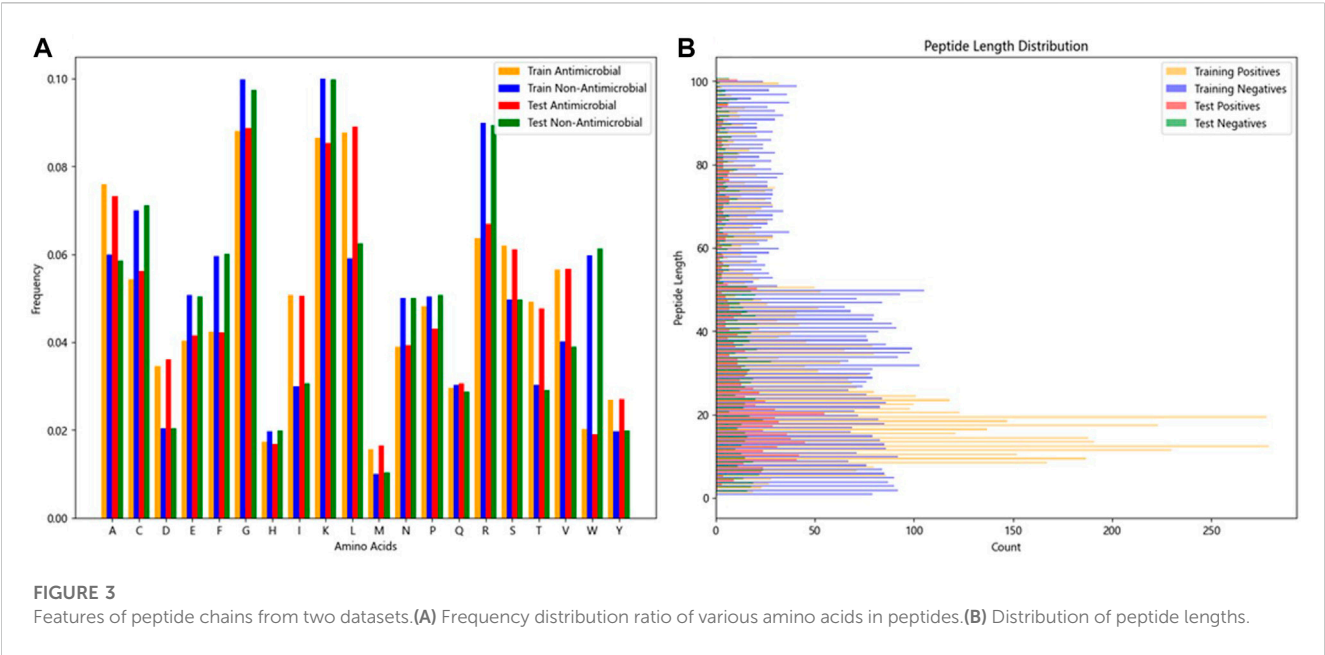 A
B
Peptide Length Distribution
0.10
0.08
0.06
0.04
0.02
0.00
Frequency
Train Antimicrobial
Train Non-Antimicrobial
Test Antimicrobial
Test Non-Antimicrobial
A C D E F G H I K L M N P Q R S T V W Y
Amino Acids
100
80
60
40
20
0
Peptide Length
Training Positives
Training Negatives
Test Positives
Test Negatives
0 50 100 150 200 250
Count
FIGURE 3
Features of peptide chains from two datasets.(A) Frequency distribution ratio of various amino acids in peptides.(B) Distribution of peptide lengths.